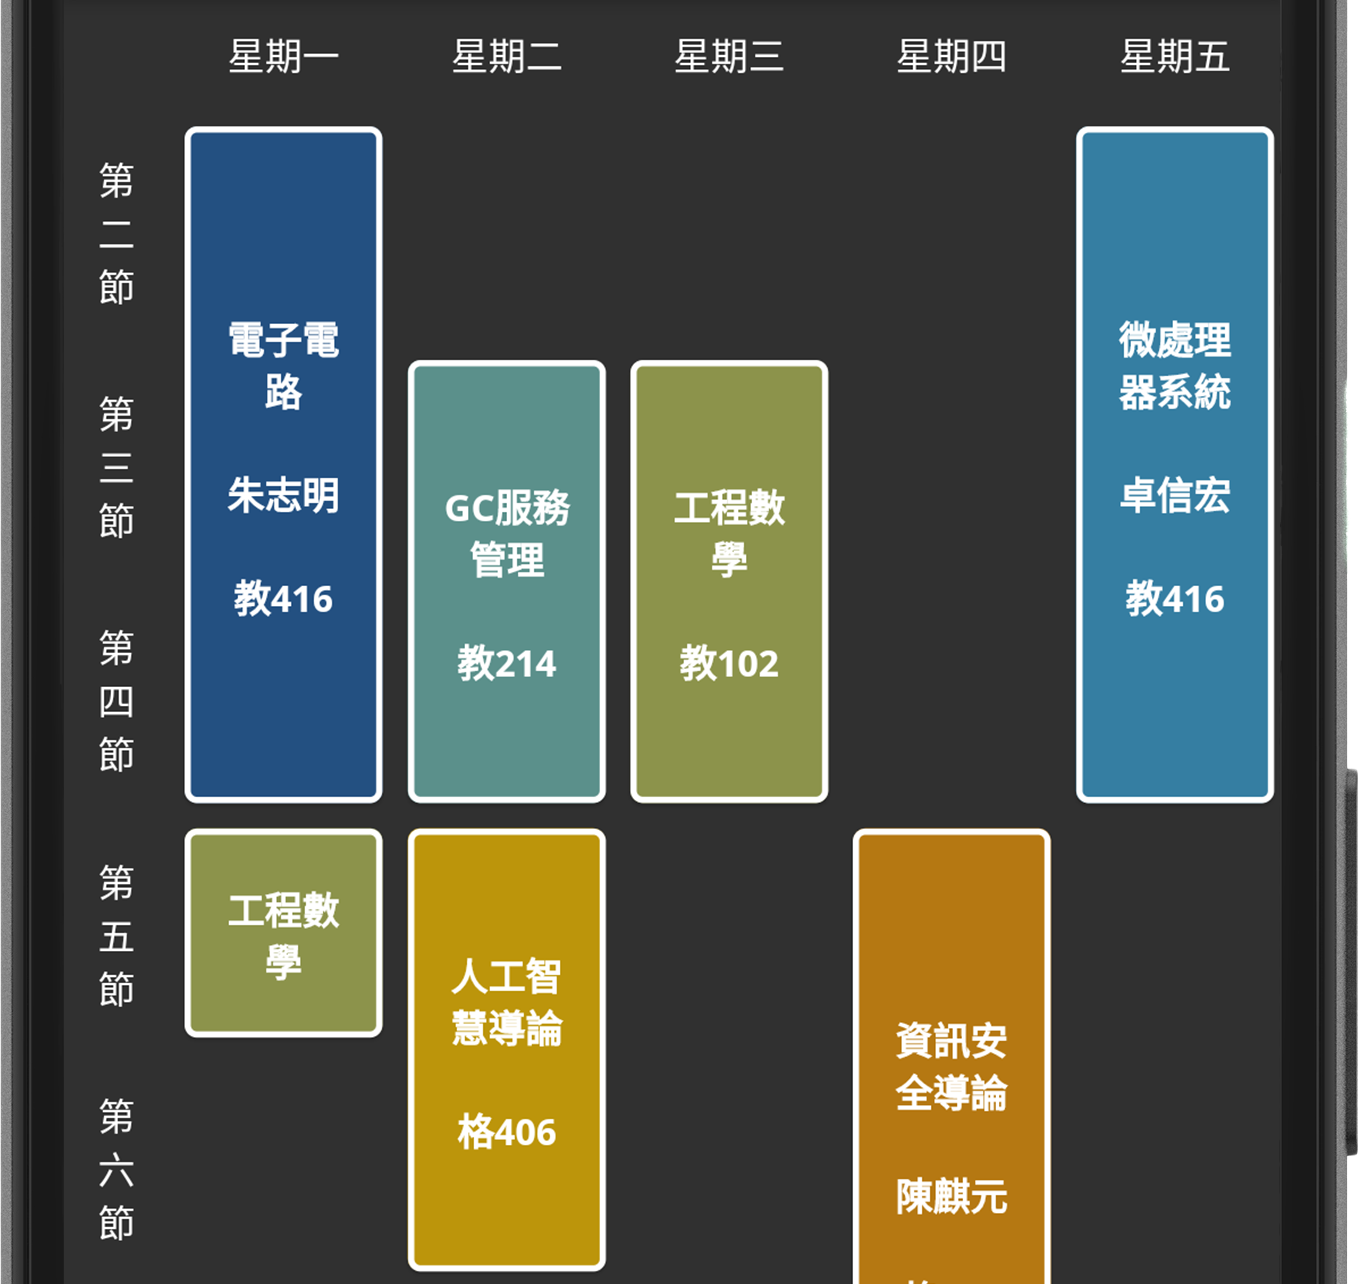 星期一 星期二 星期三 星期四 星期五
第
二
節
第
三
節
第
四
節
第
五
節
第
六
節
電子電
路
朱志明
教416
工程數
學
GC服務
管理
教214
人工智
慧導論
格406
工程數
學
教102
資訊安
全導論
陳麒元
微處理
器系統
卓信宏
教416